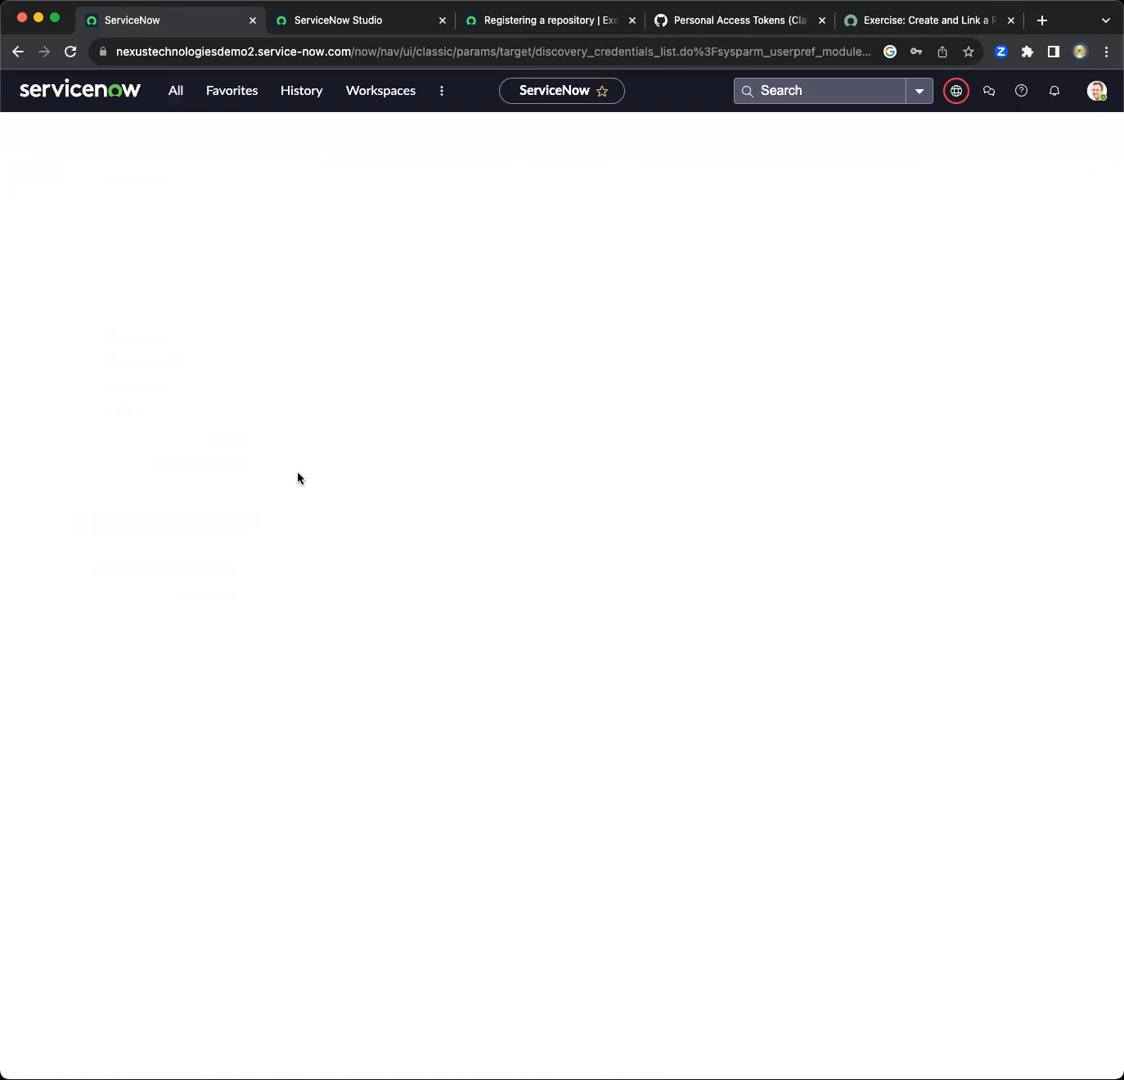 ServiceNow
ServiceNow Studio
Registering a repository | Exe
Personal Access Tokens (Cla
Exercise: Create and Link a R
nexustechnologiesdemo2.service-now.com/now/nav/ui/classic/params/target/discovery_credentials_list.do%3Fsysparm_userpref_module...
servicenow
All
Favorites
History
Workspaces
ServiceNow
Search